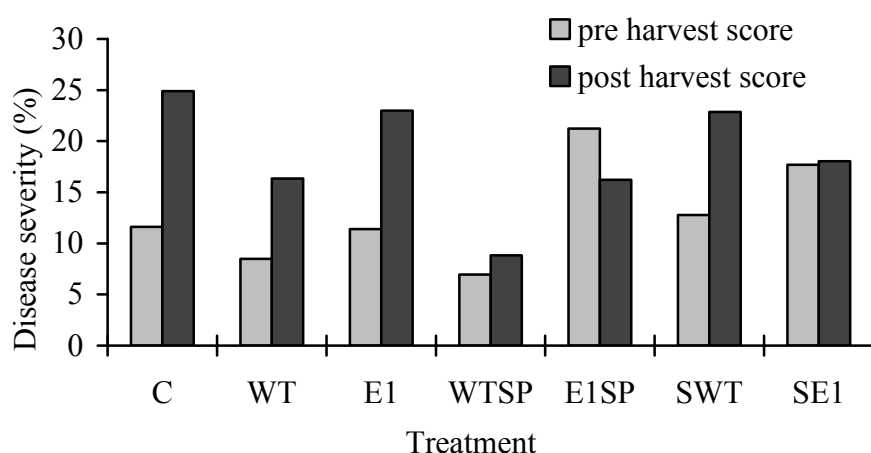 pre harvest score
post harvest score
Disease severity (%)
30
25
20
15
10
5
0
C WT E1 WTSP E1SP SWT SE1
Treatment